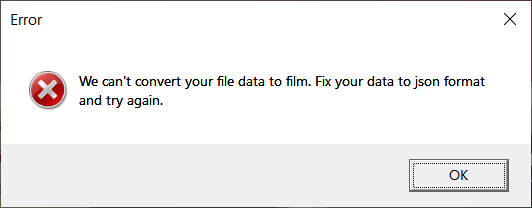 Error
We can't convert your file data to film. Fix your data to json format
and try again.
OK